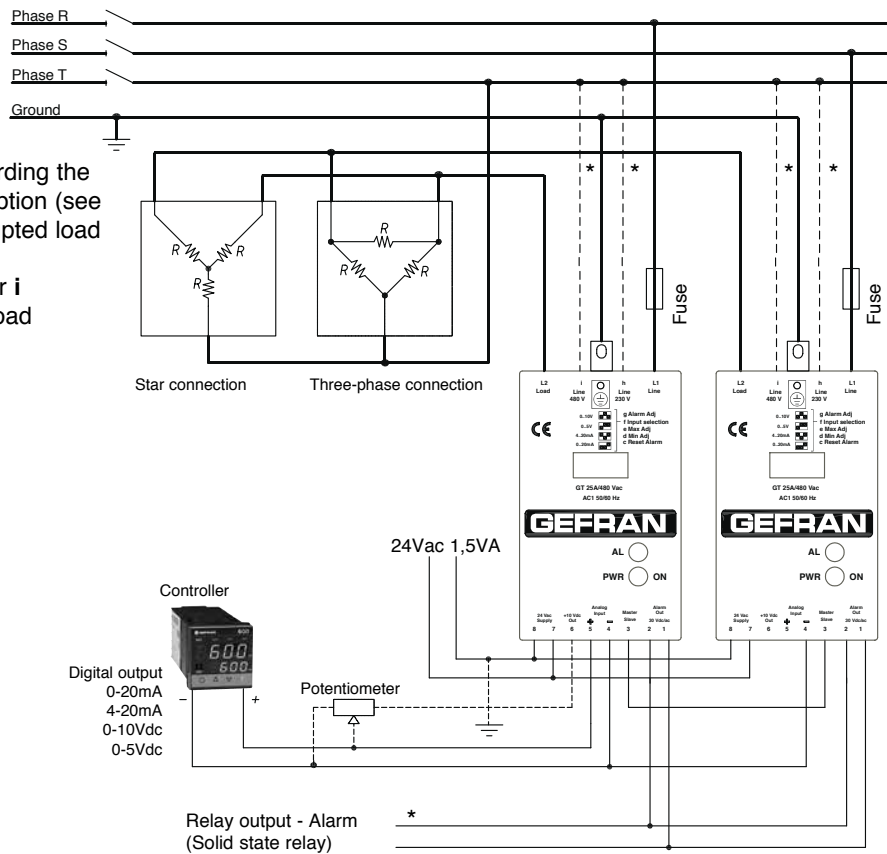 Phase R
Phase S
Phase T
Ground
rding the
ption (see
pted load
r i
oad
* * * *
R R R
R R R
Star connection
Three-phase connection
Fuse
Fuse
L2 Load
i Line 480 V
h Line 230 V
L1 Line
0..10V
0..5V
4..20mA
0..20mA
g Alarm Adj
f Input selection
e Max Adj
d Min Adj
c Reset Alarm
CE
GT 25A/480 Vac
AC1 50/60 Hz
GEFRAN
AL
PWR ON
24 Vac Supply
+10 Vdc Out
Analog Input
+ -
Master Slave
Alarm Out
30 Vdc/ac
8 7 6 5 4 3 2 1
L2 Load
i Line 480 V
h Line 230 V
L1 Line
0..10V
0..5V
4..20mA
0..20mA
g Alarm Adj
f Input selection
e Max Adj
d Min Adj
c Reset Alarm
CE
GT 25A/480 Vac
AC1 50/60 Hz
GEFRAN
AL
PWR ON
24 Vac Supply
+10 Vdc Out
Analog Input
+ -
Master Slave
Alarm Out
30 Vdc/ac
8 7 6 5 4 3 2 1
24Vac 1,5VA
Controller
GEFRAN 600
600
600
Digital output
0-20mA
4-20mA
0-10Vdc
0-5Vdc
- +
Potentiometer
Relay output - Alarm *
(Solid state relay)